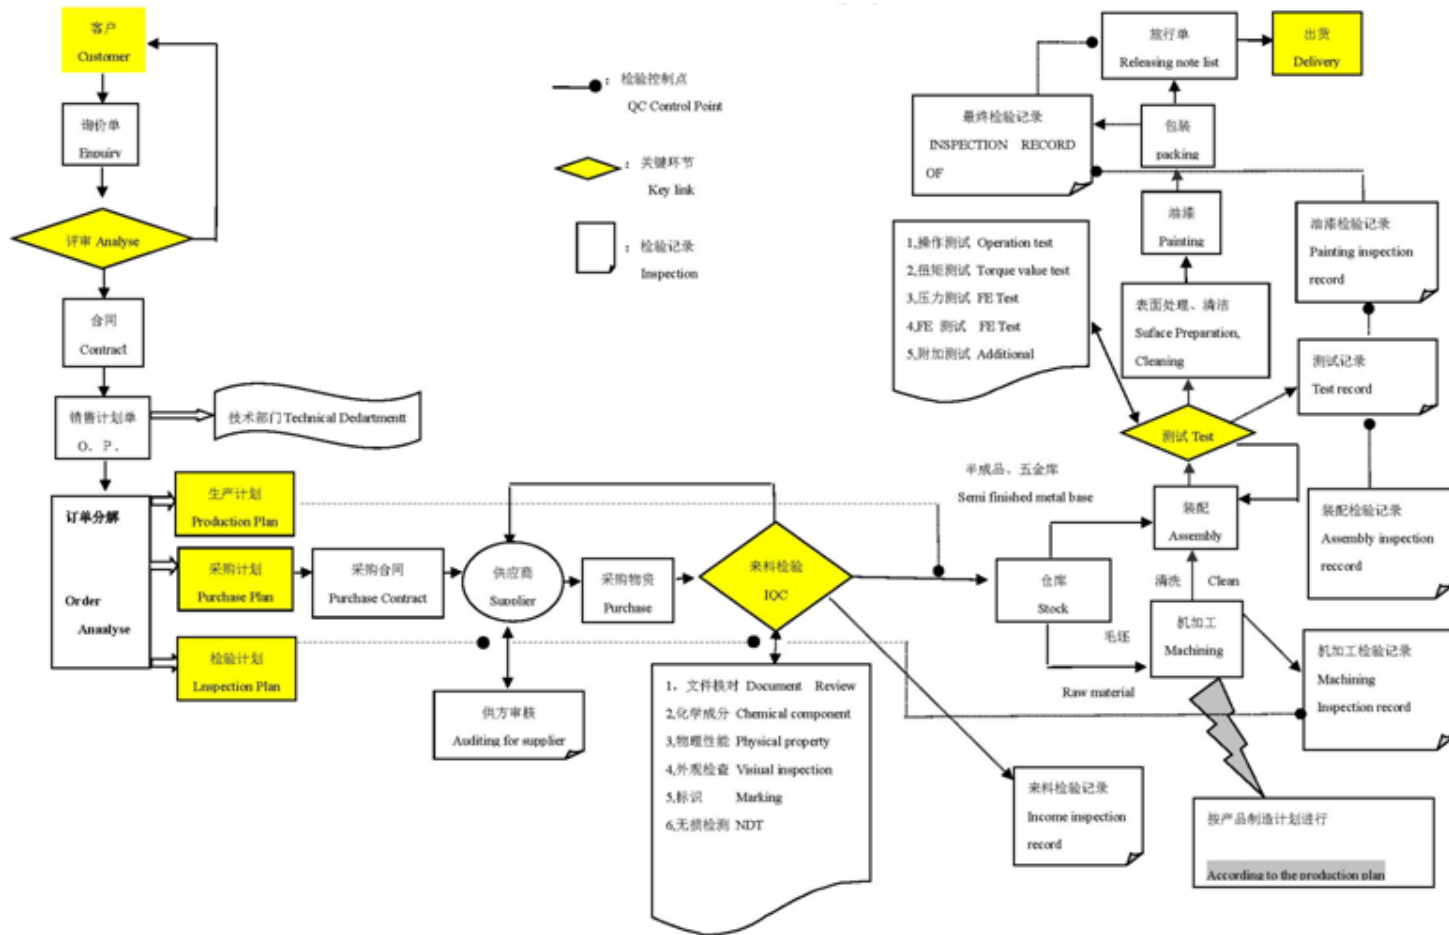 客户
Customer
询价单
Enquiry
评审 Analyse
合同
Contract
销售计划单
O. P.
技术部门 Technical Dedartmentt
订单分解
Order
Anaalyse
生产计划
Production Plan
采购计划
Purchase Plan
检验计划
Lnspection Plan
采购合同
Purchase Contract
供应商
Supplier
供方审核
Auditing for supplier
采购物资
Purchase
来料检验
IQC
1，文件核对 Document Review
2,化学成分 Chemical component
3,物理性能 Physical property
4,外观检查 Visiual inspection
5,标识 Marking
6,无损检测 NDT
：检验控制点
QC Control Point
：关键环节
Key link
：检验记录
Inspection
来料检验记录
Income inspection
record
仓库
Stock
半成品、五金库
Semi finished metal base
毛坯
Raw material
机加工
Machining
清洗 Clean
装配
Assembly
测试 Test
1,操作测试 Operation test
2,扭矩测试 Torque value test
3,压力测试 FE Test
4,FE 测试 FE Test
5,附加测试 Additional
表面处理、清洁
Suface Preparation,
Cleaning
油漆
Painting
包装
packing
最终检验记录
INSPECTION RECORD
OF
放行单
Releasing note list
出货
Delivery
油漆检验记录
Painting inspection
record
测试记录
Test record
装配检验记录
Assembly inspection
reccord
机加工检验记录
Machining
Inspection record
按产品制造计划进行
According to the production plan